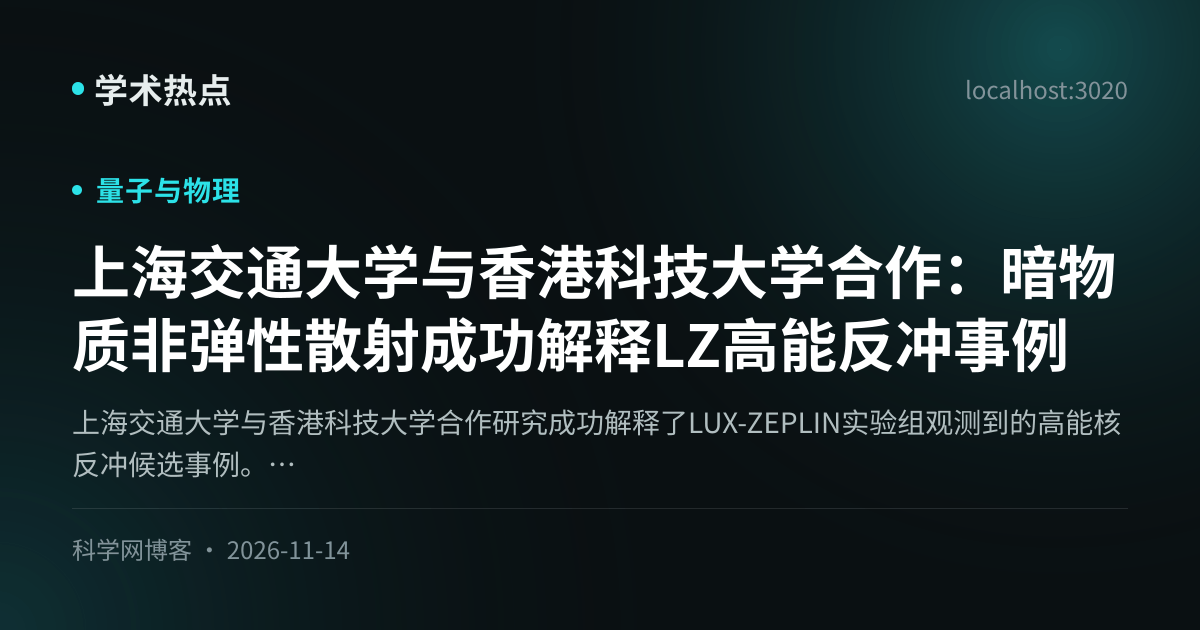 学术热点
localhost:3020
量子与物理
上海交通大学与香港科技大学合作：暗物
质非弹性散射成功解释LZ高能反冲事例
上海交通大学与香港科技大学合作研究成功解释了LUX-ZEPLIN实验组观测到的高能核
反冲候选事例。…
科学网博客 • 2026-11-14